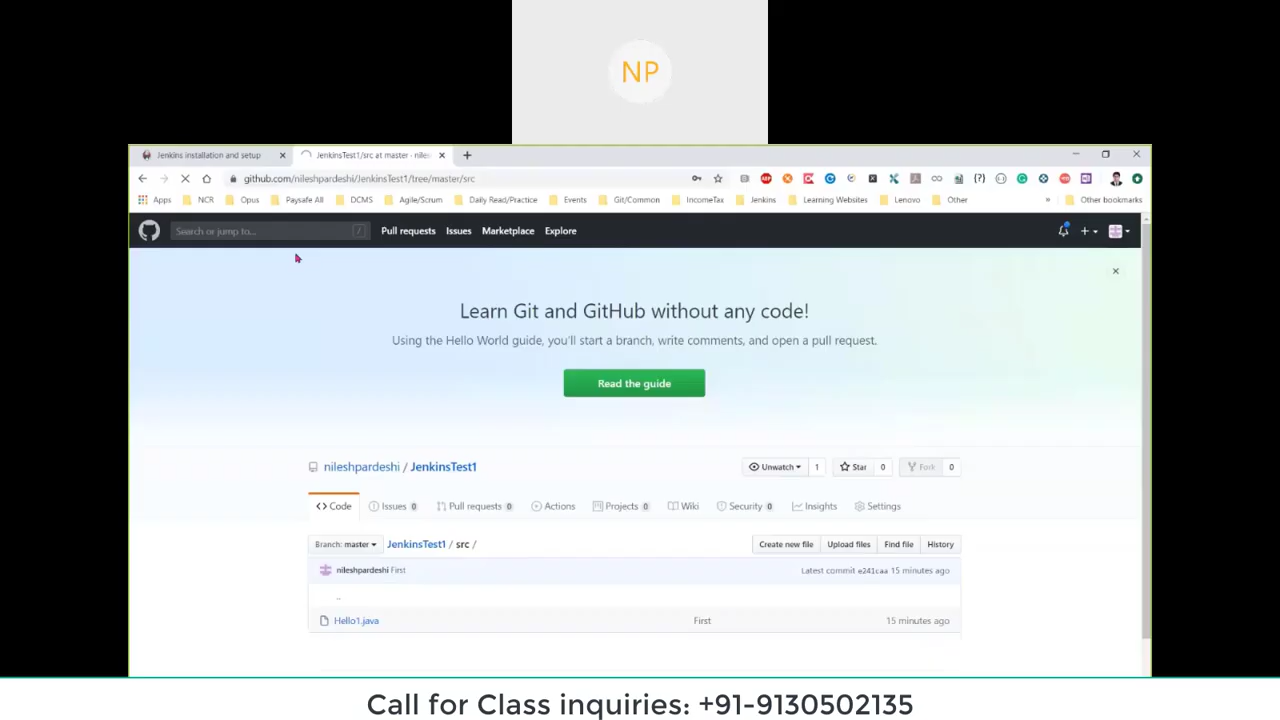 NP
Jenkins installation and setup
JenkinsTest1/src at master · niles
github.com/nileshpardeshi/JenkinsTest1/tree/master/src
Apps NCR Opus Paysafe All DCMS Agile/Scrum Daily Read/Practice Events Git/Common IncomeTax Jenkins Learning Websites Lenovo Other » Other bookmarks
Search or jump to... / Pull requests Issues Marketplace Explore
Learn Git and GitHub without any code!
Using the Hello World guide, you'll start a branch, write comments, and open a pull request.
Read the guide
nileshpardeshi / JenkinsTest1 Unwatch 1 Star 0 Fork 0
Code Issues 0 Pull requests 0 Actions Projects 0 Wiki Security 0 Insights Settings
Branch: master JenkinsTest1 / src / Create new file Upload files Find file History
nileshpardeshi First Latest commit e241caa 15 minutes ago
..
Hello1.java First 15 minutes ago
Call for Class inquiries: +91-9130502135